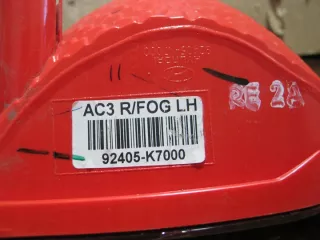 AC3 R/FOG LH
92405-K7000
RE 2A